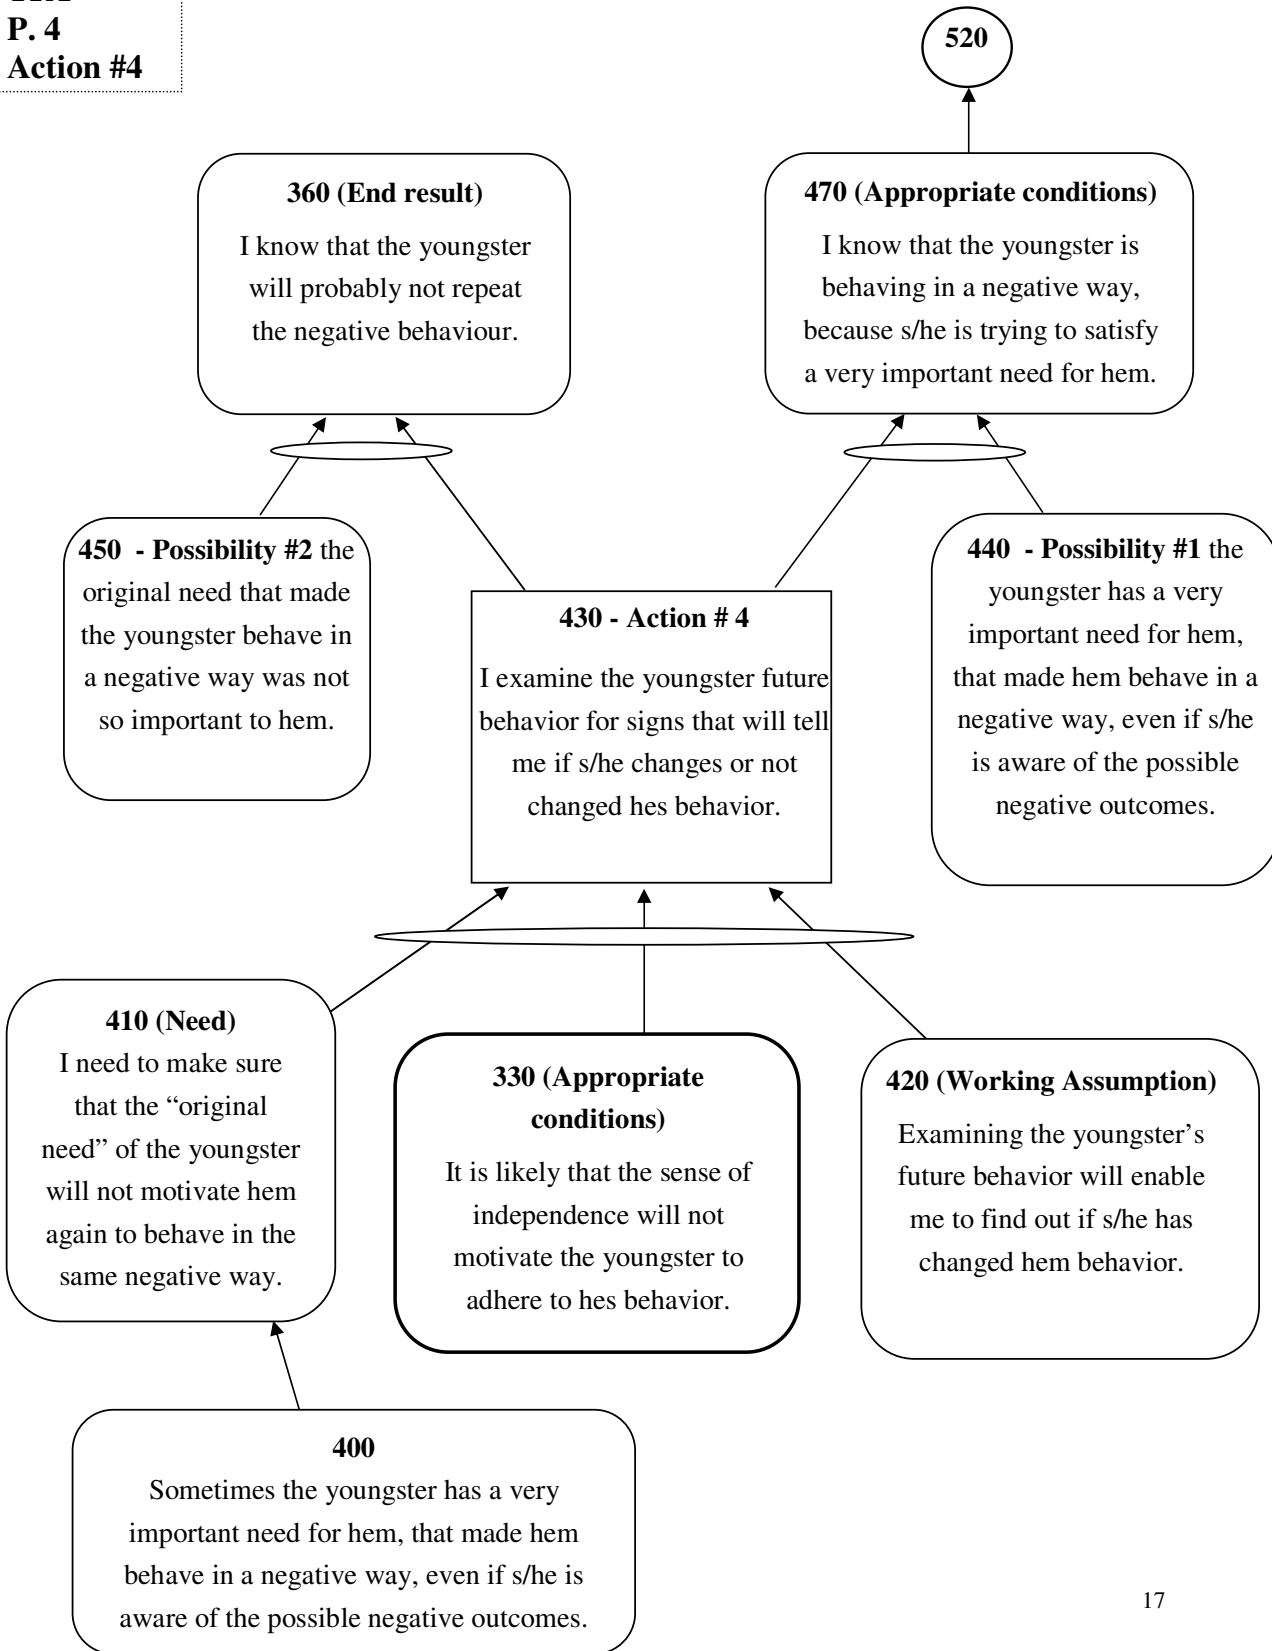 P. 4
Action #4
520
360 (End result)
I know that the youngster
will probably not repeat
the negative behaviour.
470 (Appropriate conditions)
I know that the youngster is
behaving in a negative way,
because s/he is trying to satisfy
a very important need for hem.
450 - Possibility #2 the
original need that made
the youngster behave in
a negative way was not
so important to hem.
430 - Action # 4
I examine the youngster future
behavior for signs that will tell
me if s/he changes or not
changed hes behavior.
440 - Possibility #1 the
youngster has a very
important need for hem,
that made hem behave in a
negative way, even if s/he
is aware of the possible
negative outcomes.
410 (Need)
I need to make sure
that the “original
need” of the youngster
will not motivate hem
again to behave in the
same negative way.
330 (Appropriate
conditions)
It is likely that the sense of
independence will not
motivate the youngster to
adhere to hes behavior.
420 (Working Assumption)
Examining the youngster’s
future behavior will enable
me to find out if s/he has
changed hem behavior.
400
Sometimes the youngster has a very
important need for hem, that made hem
behave in a negative way, even if s/he is
aware of the possible negative outcomes.
17